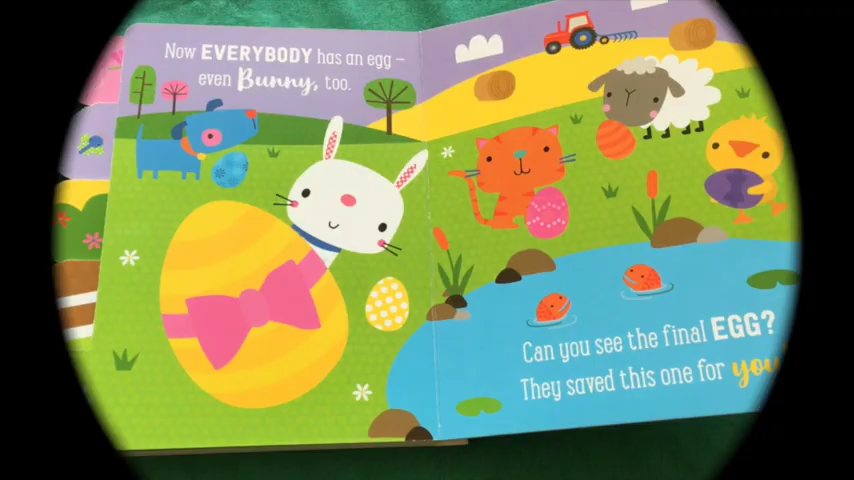 Now EVERYBODY has an egg –
even Bunny, too.
Can you see the final EGG?
They saved this one for you